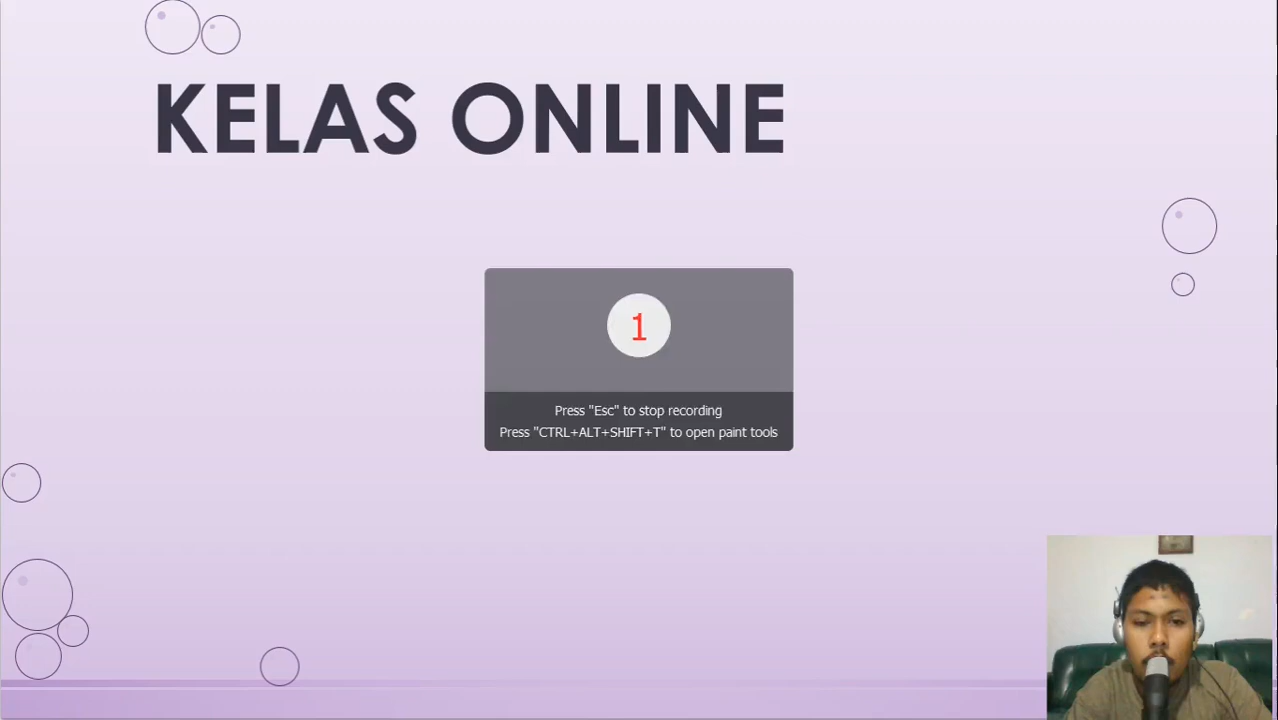 KELAS ONLINE
1
Press "Esc" to stop recording
Press "CTRL+ALT+SHIFT+T" to open paint tools